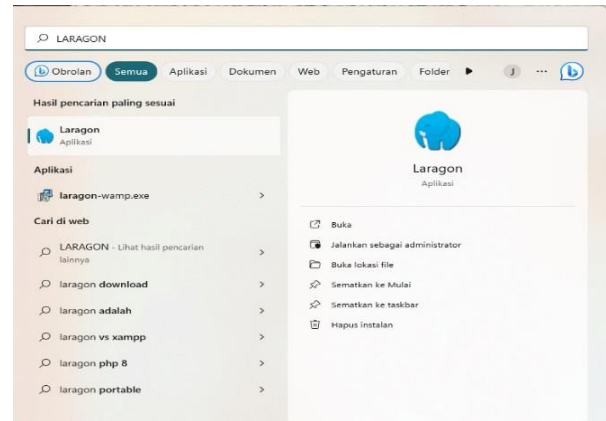 LARAGON
Obrolan Semua Aplikasi Dokumen Web Pengaturan Folder J ...
Hasil pencarian paling sesuai
Laragon
Aplikasi
Aplikasi
laragon-wamp.exe
Cari di web
LARAGON - Lihat hasil pencarian
lainnya
laragon download
laragon adalah
laragon vs xampp
laragon php 8
laragon portable
Laragon
Aplikasi
Buka
Jalankan sebagai administrator
Buka lokasi file
Sematkan ke Mulai
Sematkan ke taskbar
Hapus instalan